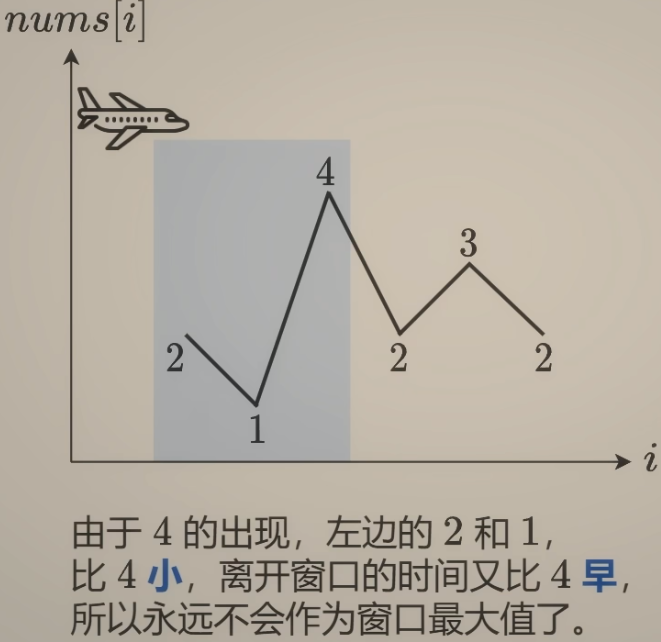 nums[i]
4
3
2
2
2
1
i
由于 4 的出现，左边的 2 和 1，
比 4 小，离开窗口的时间又比 4 早，
所以永远不会作为窗口最大值了。